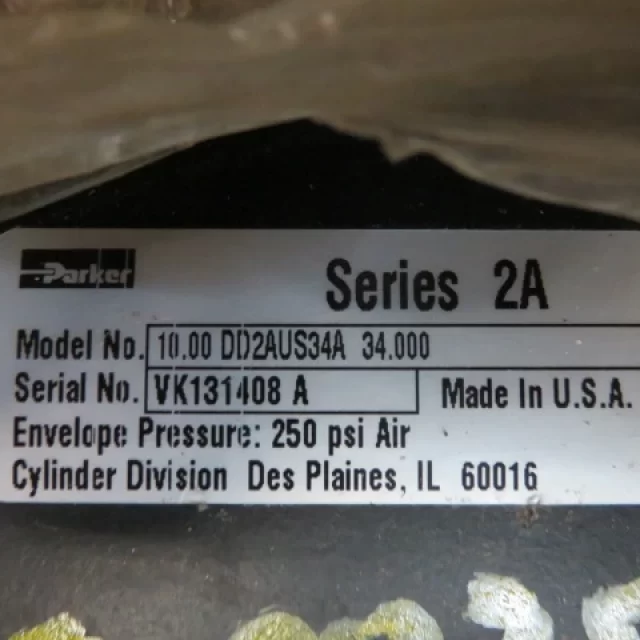 Parker
Series 2A
Model No. 10.00 DD2AUS34A 34.000
Serial No. VK131408 A
Made In U.S.A.
Envelope Pressure: 250 psi Air
Cylinder Division Des Plaines, IL 60016